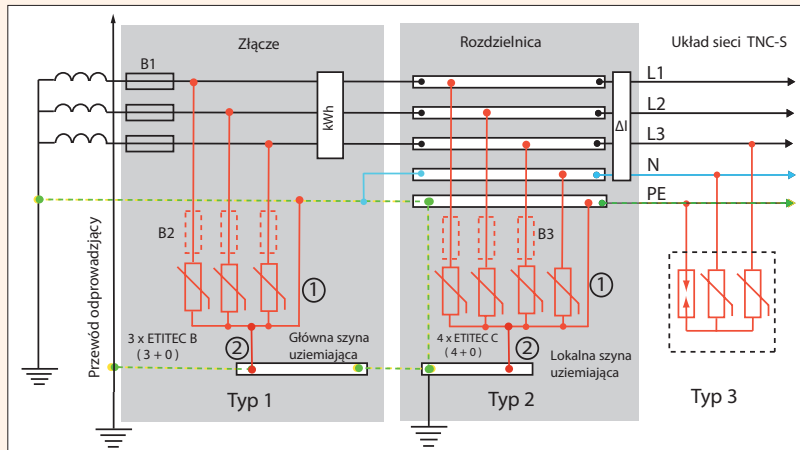 Złącze
Rozdzielnica
Układ sieci TNC-S
B1
kWh
ΔI
L1
L2
L3
N
PE
B2
B3
1
1
Przewód odprowadzjący
3 x ETITEC B
( 3 + 0 )
2
Główna szyna
uziemiająca
4 x ETITEC C
( 4 + 0 )
2
Lokalna szyna
uziemiająca
Typ 1
Typ 2
Typ 3